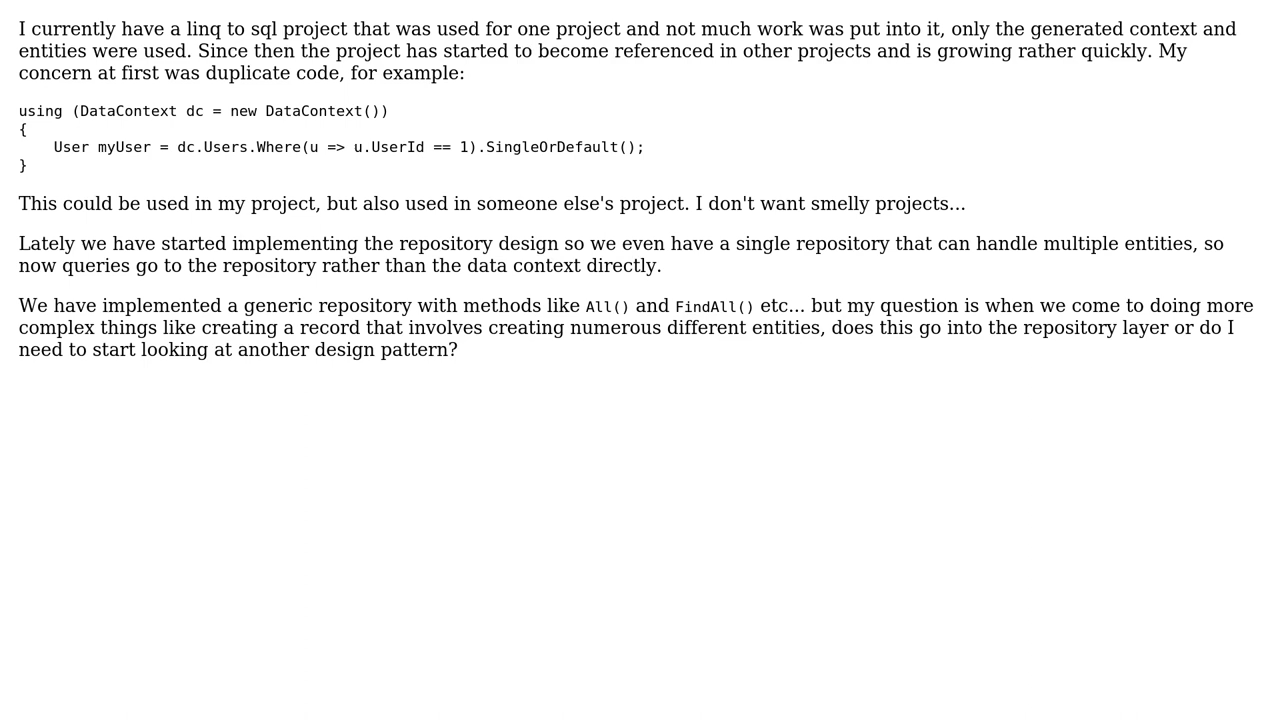 I currently have a linq to sql project that was used for one project and not much work was put into it, only the generated context and
entities were used. Since then the project has started to become referenced in other projects and is growing rather quickly. My
concern at first was duplicate code, for example:
using (DataContext dc = new DataContext())
{
    User myUser = dc.Users.Where(u => u.UserId == 1).SingleOrDefault();
}
This could be used in my project, but also used in someone else's project. I don't want smelly projects...
Lately we have started implementing the repository design so we even have a single repository that can handle multiple entities, so
now queries go to the repository rather than the data context directly.
We have implemented a generic repository with methods like All() and FindAll() etc... but my question is when we come to doing more
complex things like creating a record that involves creating numerous different entities, does this go into the repository layer or do I
need to start looking at another design pattern?